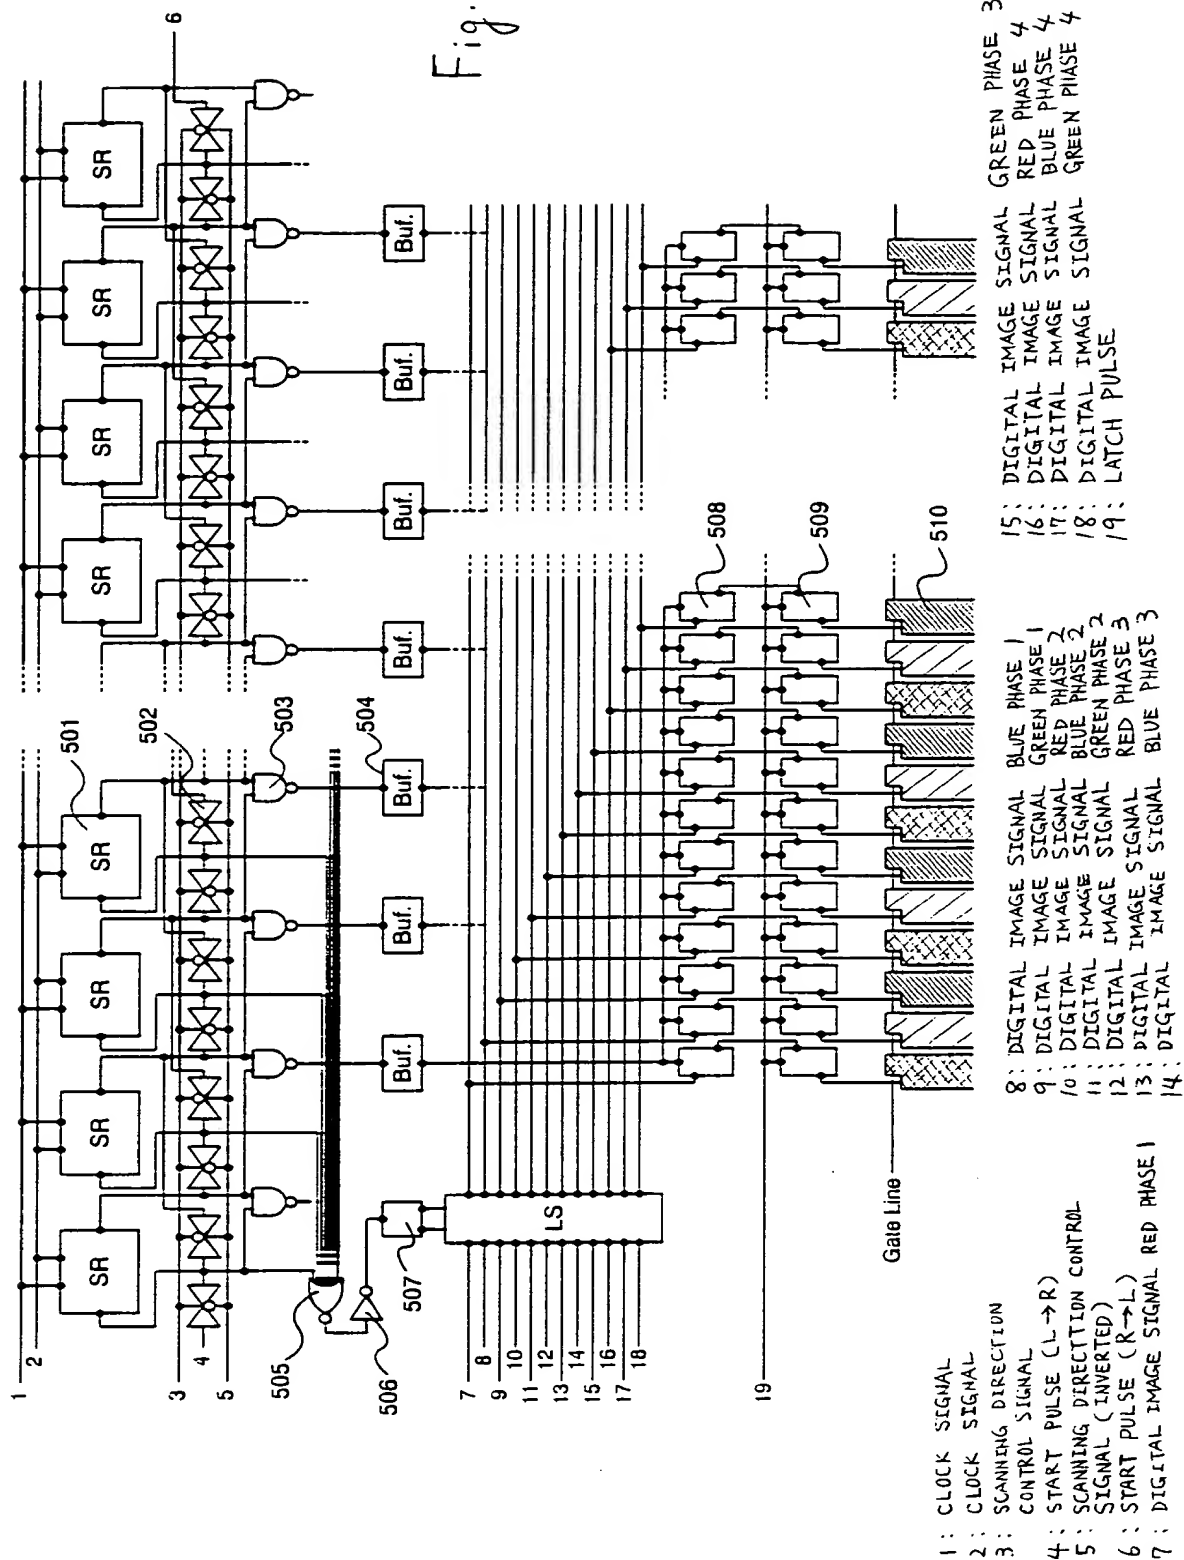 Fig.
1
2
3
4
5
6
SR
SR
SR
SR
SR
SR
SR
SR
501
502
503
504
505
506
507
Buf.
Buf.
Buf.
Buf.
Buf.
Buf.
Buf.
LS
7
8
9
10
11
12
13
14
15
16
17
18
19
508
509
510
Gate Line
1: CLOCK SIGNAL
2: CLOCK SIGNAL
3: SCANNING DIRECTION
CONTROL SIGNAL
4: START PULSE (L→R)
5: SCANNING DIRECTION CONTROL
SIGNAL (INVERTED)
6: START PULSE (R→L)
7: DIGITAL IMAGE SIGNAL RED PHASE 1
8: DIGITAL IMAGE SIGNAL BLUE PHASE 1
9: DIGITAL IMAGE SIGNAL GREEN PHASE 1
10: DIGITAL IMAGE SIGNAL RED PHASE 2
11: DIGITAL IMAGE SIGNAL BLUE PHASE 2
12: DIGITAL IMAGE SIGNAL GREEN PHASE 2
13: DIGITAL IMAGE SIGNAL RED PHASE 3
14: DIGITAL IMAGE SIGNAL BLUE PHASE 3
15: DIGITAL IMAGE SIGNAL GREEN PHASE 3
16: DIGITAL IMAGE SIGNAL RED PHASE 4
17: DIGITAL IMAGE SIGNAL BLUE PHASE 4
18: DIGITAL IMAGE SIGNAL GREEN PHASE 4
19: LATCH PULSE